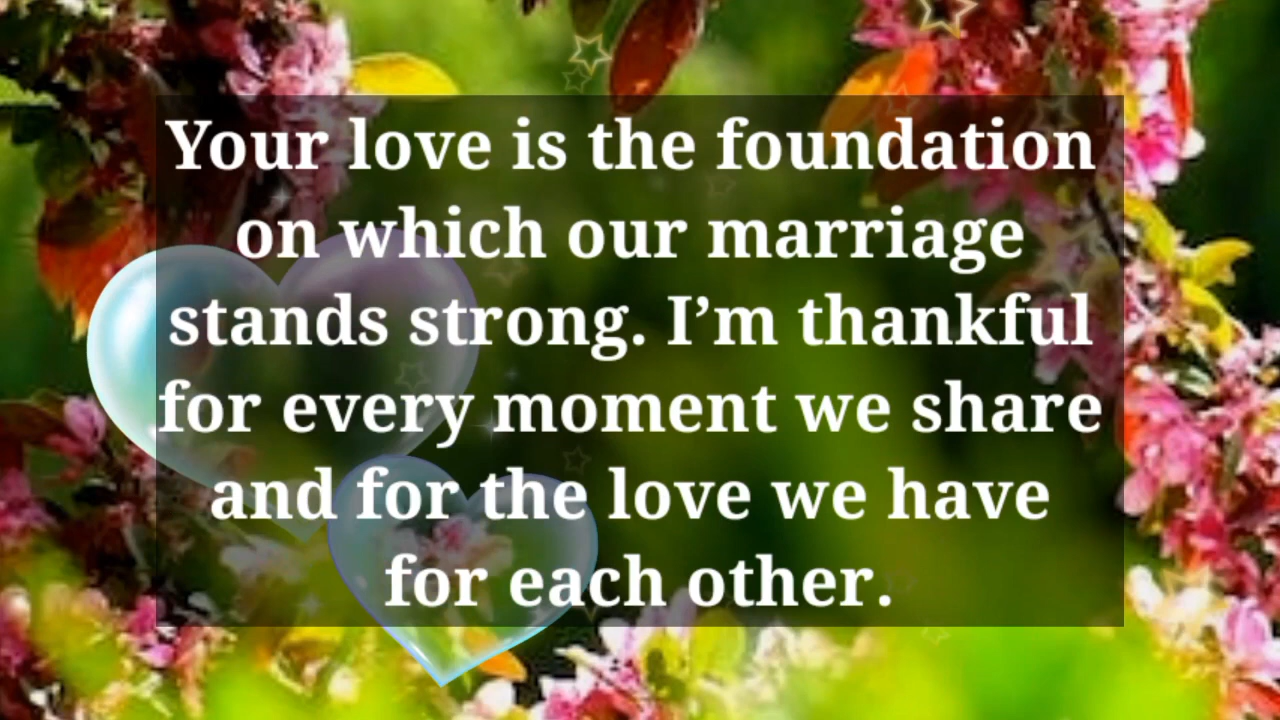 Your love is the foundation
on which our marriage
stands strong. I’m thankful
for every moment we share
and for the love we have
for each other.